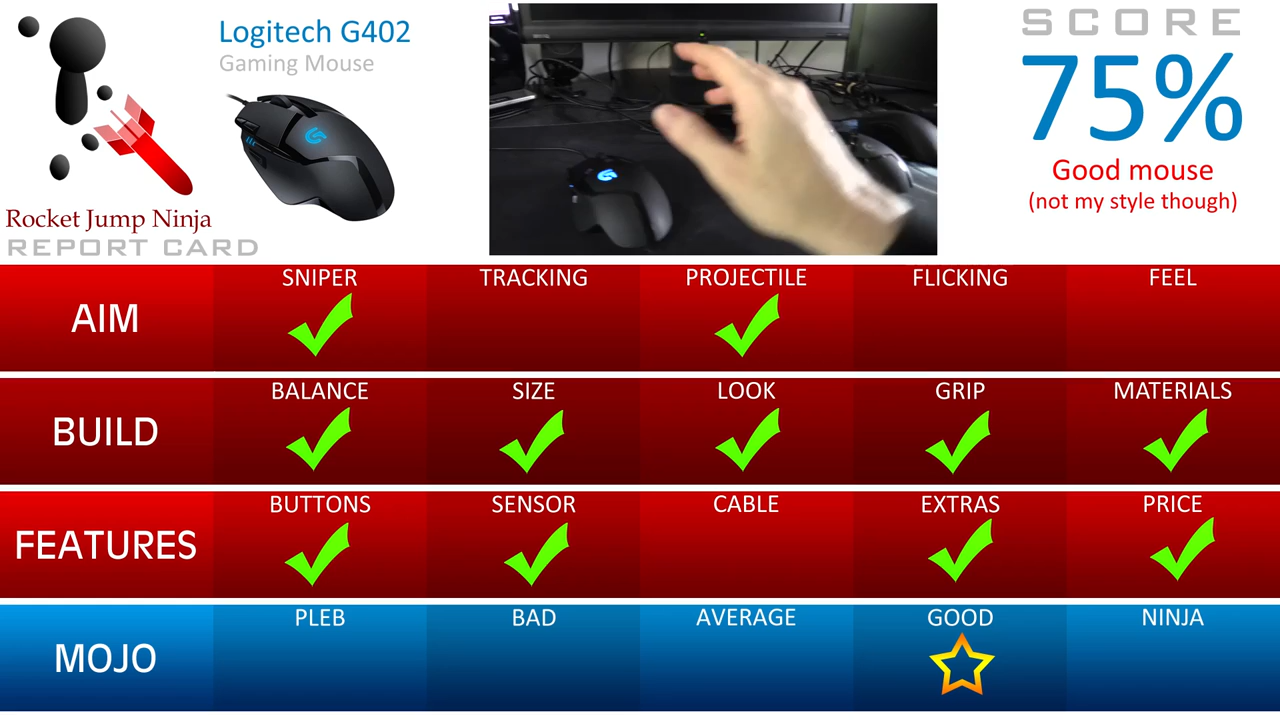 Logitech G402
Gaming Mouse
Rocket Jump Ninja
REPORT CARD
SCORE
75%
Good mouse
(not my style though)
AIM
SNIPER
TRACKING
PROJECTILE
FLICKING
FEEL
BUILD
BALANCE
SIZE
LOOK
GRIP
MATERIALS
FEATURES
BUTTONS
SENSOR
CABLE
EXTRAS
PRICE
MOJO
PLEB
BAD
AVERAGE
GOOD
NINJA